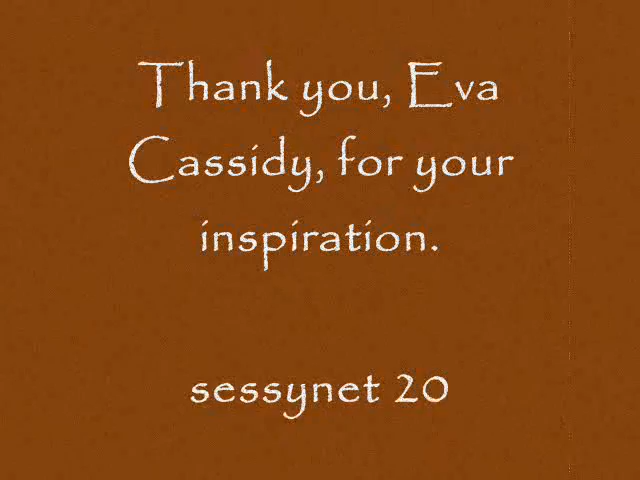 Thank you, Eva
Cassidy, for your
inspiration.
sessynet 20